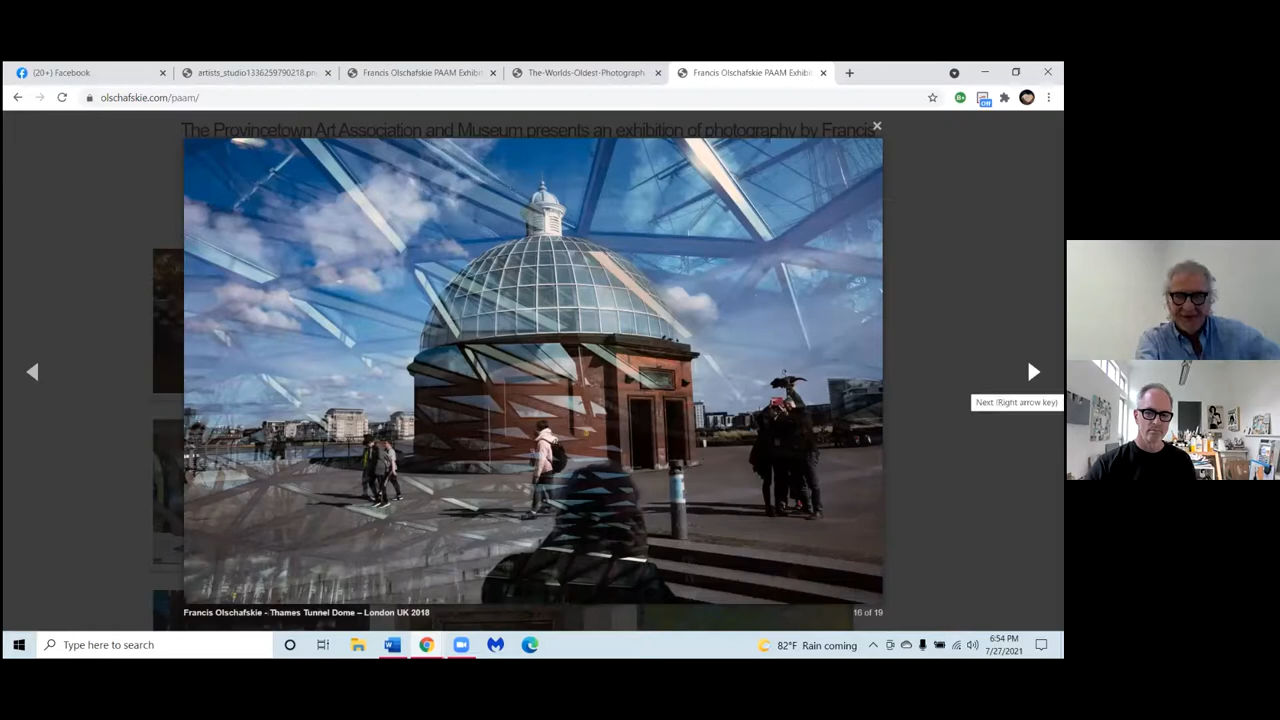 (20+) Facebook
artists_studio1336259790218.pn
Francis Olschafskie PAAM Exhibi
The-Worlds-Oldest-Photograph
Francis Olschafskie PAAM Exhibi
olschafskie.com/paam/
Off
The Provincetown Art Association and Museum presents an exhibition of photography by Francis
Next (Right arrow key)
Francis Olschafskie - Thames Tunnel Dome – London UK 2018
16 of 19
Type here to search
82°F Rain coming
6:54 PM
7/27/2021